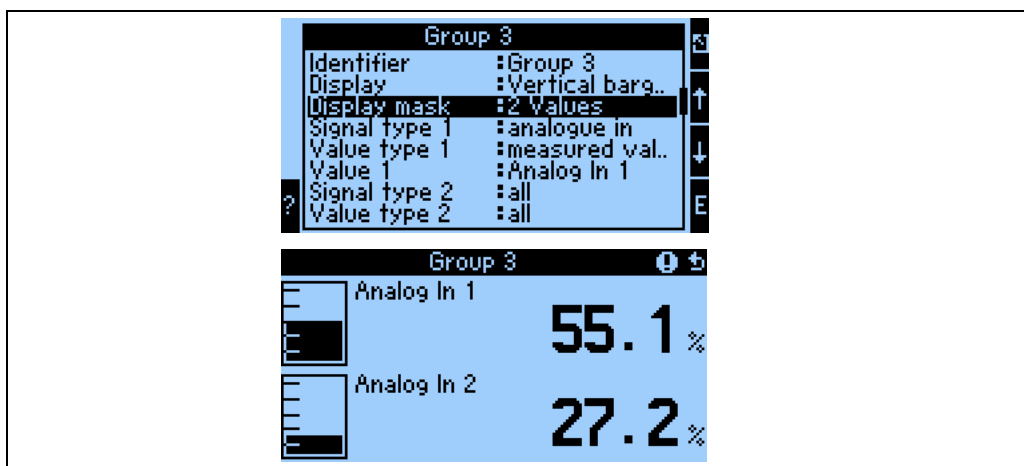 Group 3
Identifier :Group 3
Display :Vertical barg..
Display mask :2 Values
Signal type 1 :analogue in
Value type 1 :measured val..
Value 1 :Analog In 1
Signal type 2 :all
Value type 2 :all
? E
Group 3
Analog In 1
55.1 %
Analog In 2
27.2 %